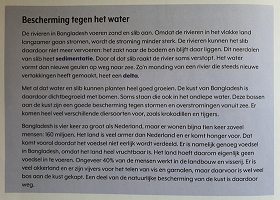 Bescherming tegen het water
De rivieren in Bangladesh voeren zand en slib aan. Omdat de rivieren in het vlakke land
langzamer gaan stromen, wordt de stroming minder sterk. De rivieren kunnen het slib
daardoor niet meer vervoeren: het zakt naar de bodem en blijft daar liggen. Dit neerdalen
van slib heet sedimentatie. Door al dat slib raakt de rivier soms verstopt. Het water
vormt dan nieuwe geulen op weg naar zee. Zo'n monding van een rivier die steeds nieuwe
vertakkingen heeft gemaakt, heet een delta.
Met al dat water en slib kunnen planten heel goed groeien. De kust van Bangladesh is
daardoor dichtbegroeid met bomen. Soms staan die ook in het ondiepe water. Deze bossen
aan de kust zijn een goede bescherming tegen stormen en overstromingen vanuit zee. Er
kamen heel veel verschillende diersoorten voor, zoals krokodillen en tijgers.
Bangladesh is vier keer zo groot als Nederland, maar er wonen bijna tien keer zoveel
mensen: 160 miljoen. Het land is veel armer dan Nederland en er komt honger voor. Dat
komt vooral doordat het voedsel niet eerlijk wordt verdeeld. Er is namelijk genoeg voedsel
in Bangladesh, omdat het land heel vruchtbaar is. Het land hoeft daarom eigenlijk geen
voedsel in te voeren. Ongeveer 40% van de mensen werkt in de landbouw en visserij. Er is
veel akkerland en er zijn vijvers voor het telen van vis en garnalen, maar daarvoor is wel veel
bos aan de kust gekapt. Een deel van de natuurlijke bescherming van de kust is daardoor
weg.